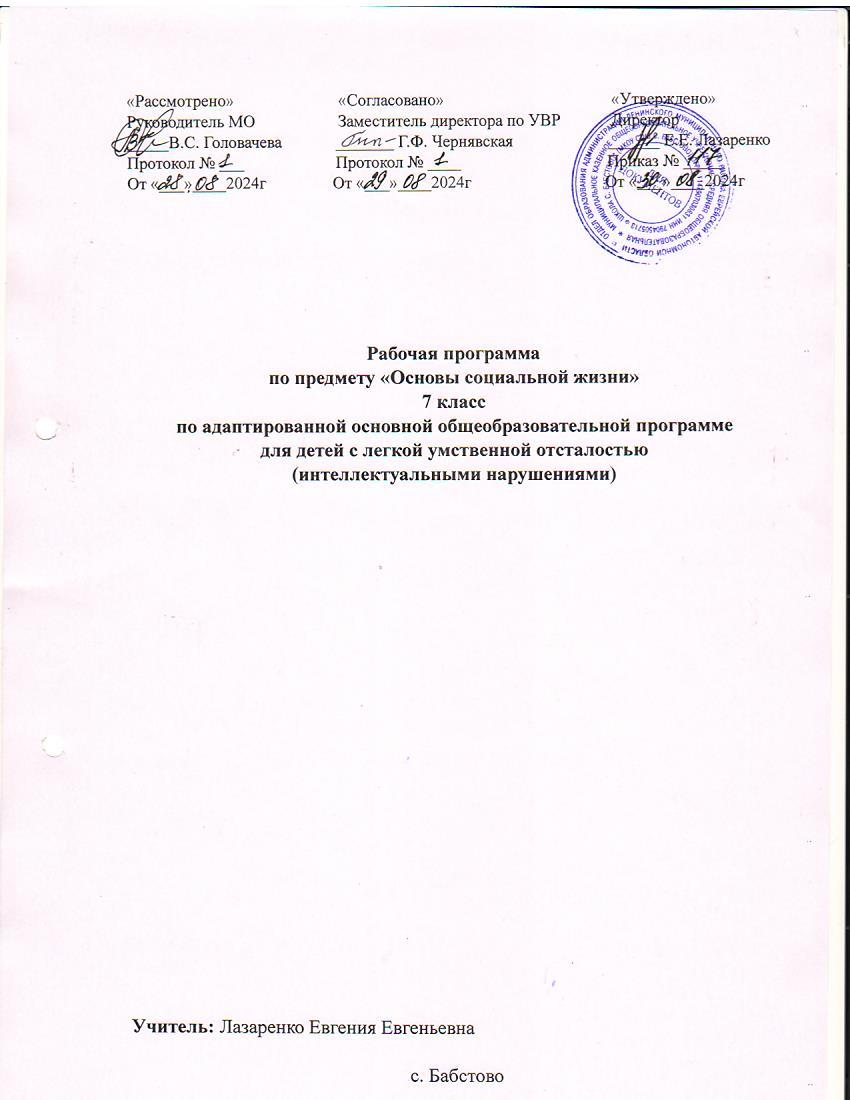 «Рассмотрено»
Руководитель МО
В.С. Головачева
Протокол № 1
От «28» 08 2024г
«Согласовано»
Заместитель директора по УВР
Г.Ф. Чернявская
Протокол № 1
От «29» 08 2024г
«Утверждено»
Директор
Е.Е. Лазаренко
Приказ №
От «30» 08 2024г
ДЛЯ
ДОКУМЕНТОВ
Рабочая программа
по предмету «Основы социальной жизни»
7 класс
по адаптированной основной общеобразовательной программе
для детей с легкой умственной отсталостью
(интеллектуальными нарушениями)
Учитель: Лазаренко Евгения Евгеньевна
с. Бабстово